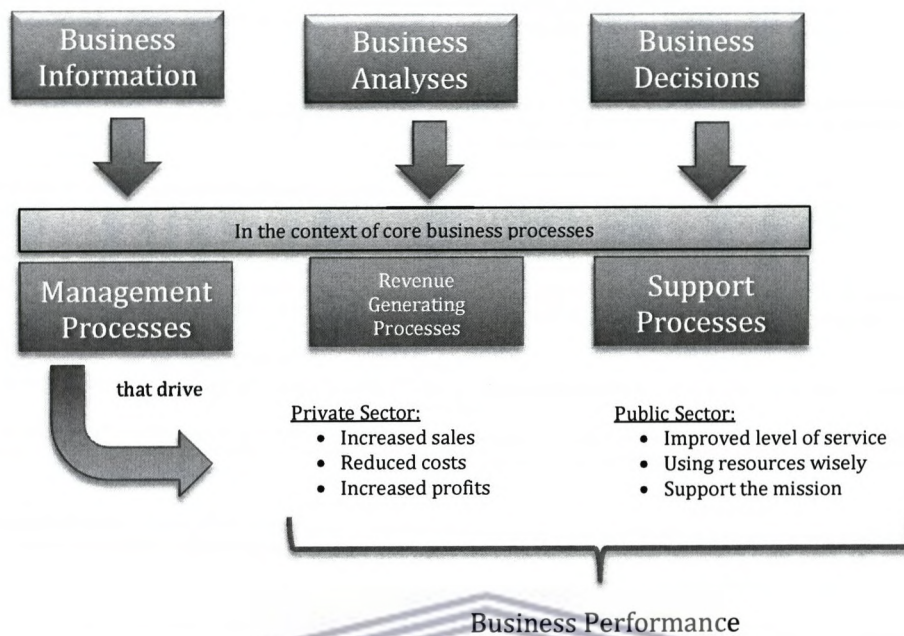 Business
Information
Business
Analyses
Business
Decisions
In the context of core business processes
Management
Processes
Revenue
Generating
Processes
Support
Processes
that drive
Private Sector:
• Increased sales
• Reduced costs
• Increased profits
Public Sector:
• Improved level of service
• Using resources wisely
• Support the mission
Business Performance